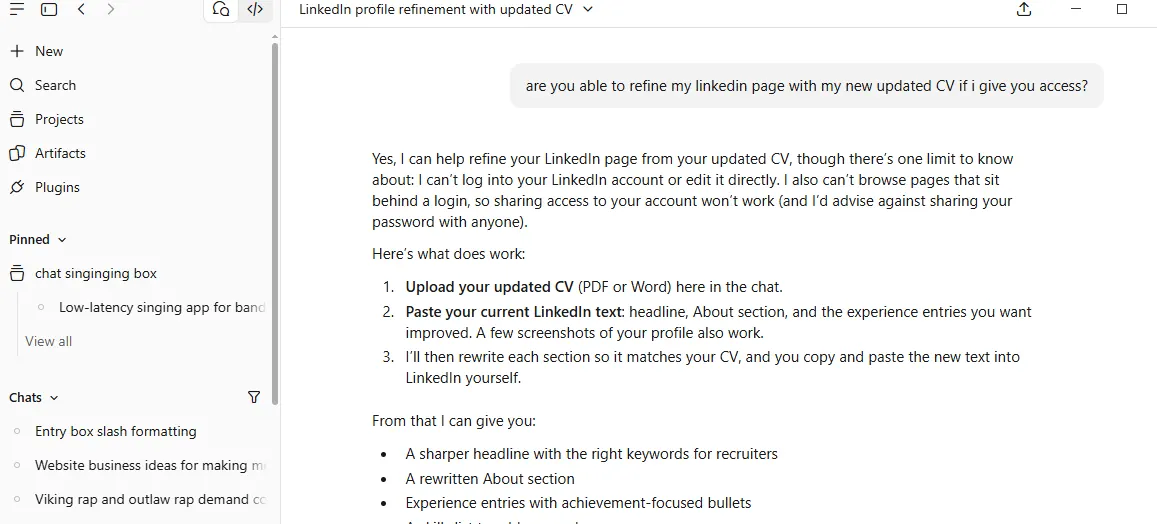 LinkedIn profile refinement with updated CV
New
Search
Projects
Artifacts
Plugins
Pinned
chat singinging box
Low-latency singing app for band
View all
Chats
Entry box slash formatting
Website business ideas for making
Viking rap and outlaw rap demand
are you able to refine my linkedin page with my new updated CV if i give you access?
Yes, I can help refine your LinkedIn page from your updated CV, though there's one limit to know
about: I can't log into your LinkedIn account or edit it directly. I also can't browse pages that sit
behind a login, so sharing access to your account won't work (and I'd advise against sharing your
password with anyone).
Here's what does work:
1. Upload your updated CV (PDF or Word) here in the chat.
2. Paste your current LinkedIn text: headline, About section, and the experience entries you want
improved. A few screenshots of your profile also work.
3. I'll then rewrite each section so it matches your CV, and you copy and paste the new text into
LinkedIn yourself.
From that I can give you:
• A sharper headline with the right keywords for recruiters
• A rewritten About section
• Experience entries with achievement-focused bullets